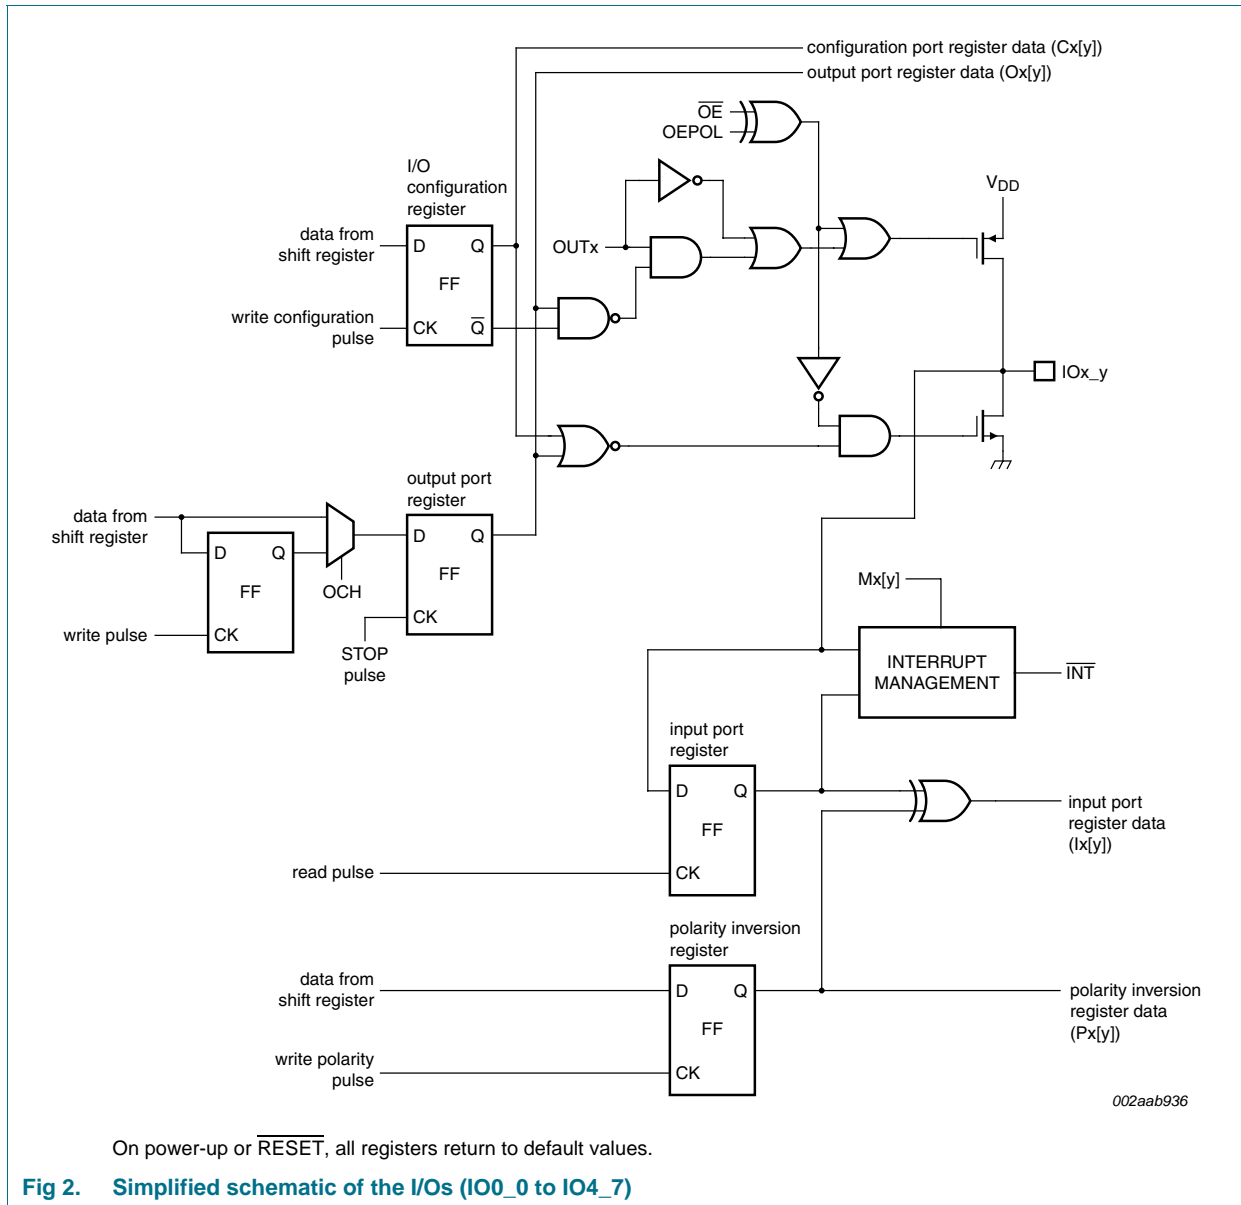 configuration port register data (Cx[y])
output port register data (Ox[y])
OE
OEPOL
I/O
configuration
register
VDD
data from
shift register
D
Q
OUTx
FF
write configuration
pulse
CK
Q
IOx_y
output port
register
data from
shift register
D
Q
D
Q
FF
OCH
FF
CK
write pulse
CK
STOP
pulse
Mx[y]
INTERRUPT
MANAGEMENT
INT
input port
register
D
Q
FF
input port
register data
(Ix[y])
read pulse
CK
polarity inversion
register
data from
shift register
D
Q
FF
polarity inversion
register data
(Px[y])
write polarity
pulse
CK
002aab936
On power-up or RESET, all registers return to default values.
Fig 2. Simplified schematic of the I/Os (IO0_0 to IO4_7)